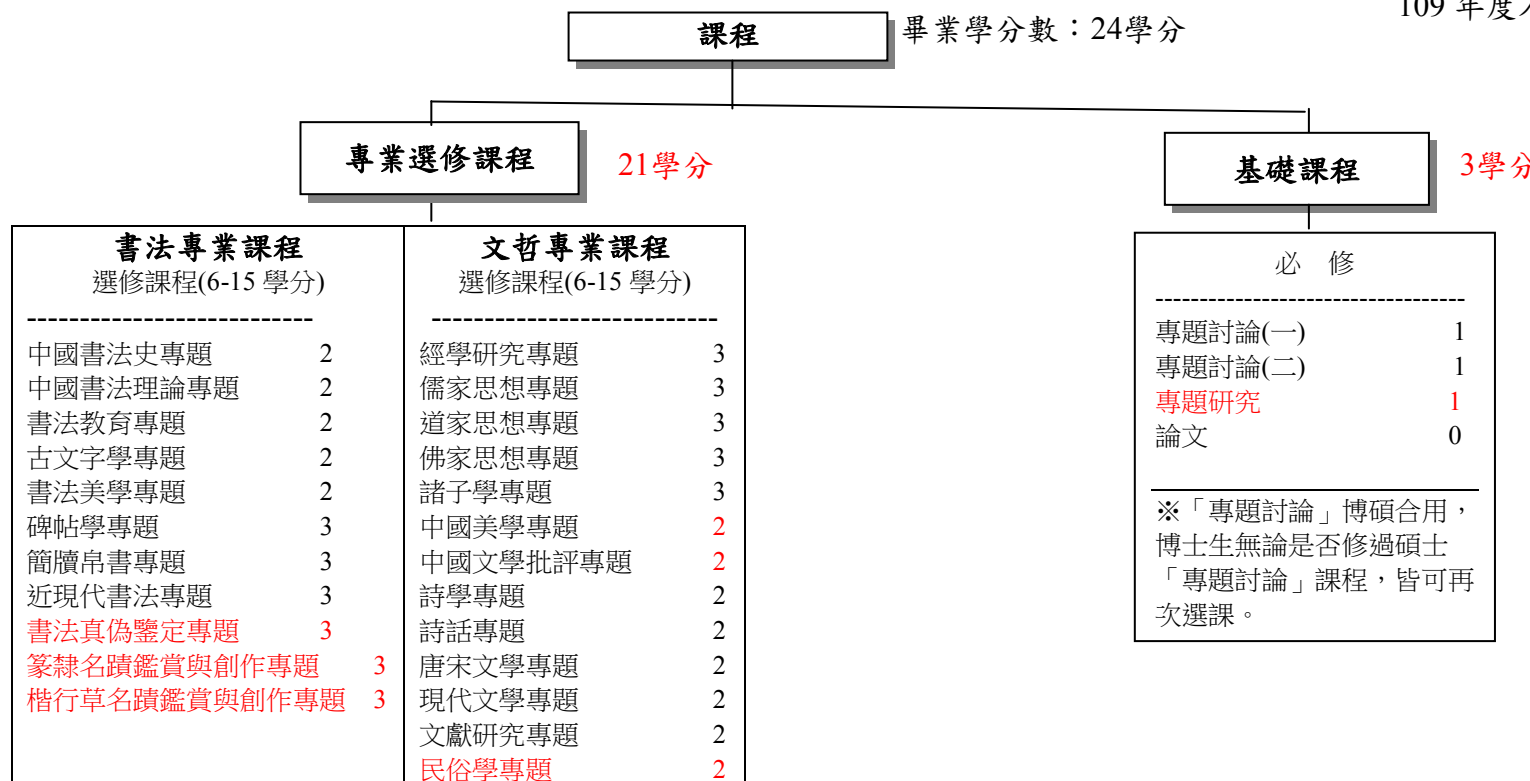 109 年度
課程
畢業學分數：24學分
專業選修課程
21學分
基礎課程
3學分
書法專業課程
選修課程(6-15 學分)
---------------------------
中國書法史專題 2
中國書法理論專題 2
書法教育專題 2
古文字學專題 2
書法美學專題 2
碑帖學專題 3
簡牘帛書專題 3
近現代書法專題 3
書法真偽鑒定專題 3
篆隸名蹟鑑賞與創作專題 3
楷行草名蹟鑑賞與創作專題 3
文哲專業課程
選修課程(6-15 學分)
---------------------------
經學研究專題 3
儒家思想專題 3
道家思想專題 3
佛家思想專題 3
諸子學專題 3
中國美學專題 2
中國文學批評專題 2
詩學專題 2
詩話專題 2
唐宋文學專題 2
現代文學專題 2
文獻研究專題 2
民俗學專題 2
必 修
-----------------------------------
專題討論(一) 1
專題討論(二) 1
專題研究 1
論文 0
※「專題討論」博碩合用，
博士生無論是否修過碩士
「專題討論」課程，皆可再
次選課。